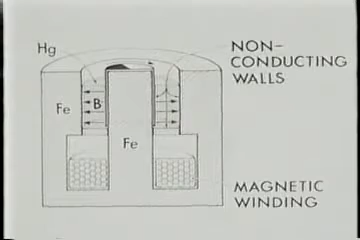 Hg
NON-
CONDUCTING
WALLS
Fe
B
Fe
MAGNETIC
WINDING